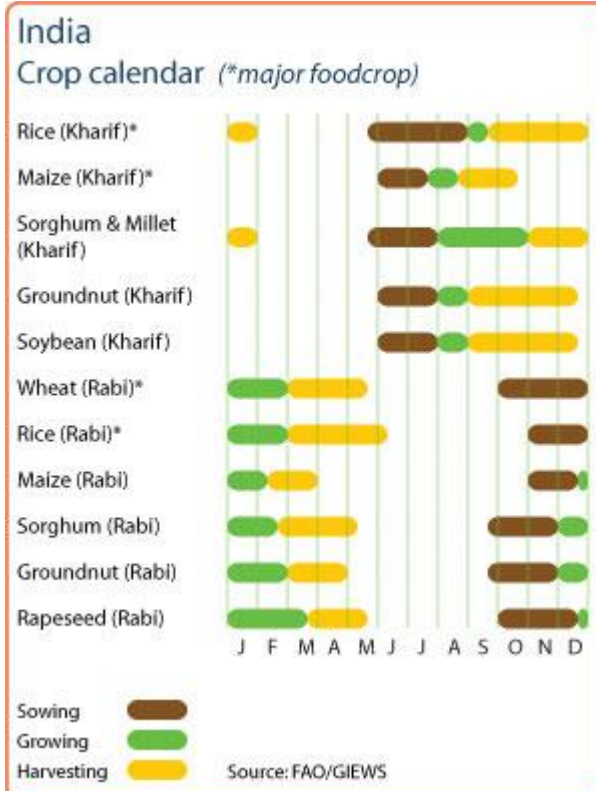 India
Crop calendar (*major foodcrop)
Rice (Kharif)*
Maize (Kharif)*
Sorghum & Millet
(Kharif)
Groundnut (Kharif)
Soybean (Kharif)
Wheat (Rabi)*
Rice (Rabi)*
Maize (Rabi)
Sorghum (Rabi)
Groundnut (Rabi)
Rapeseed (Rabi)
J F M A M J J A S O N D
Sowing
Growing
Harvesting
Source: FAO/GIEWS